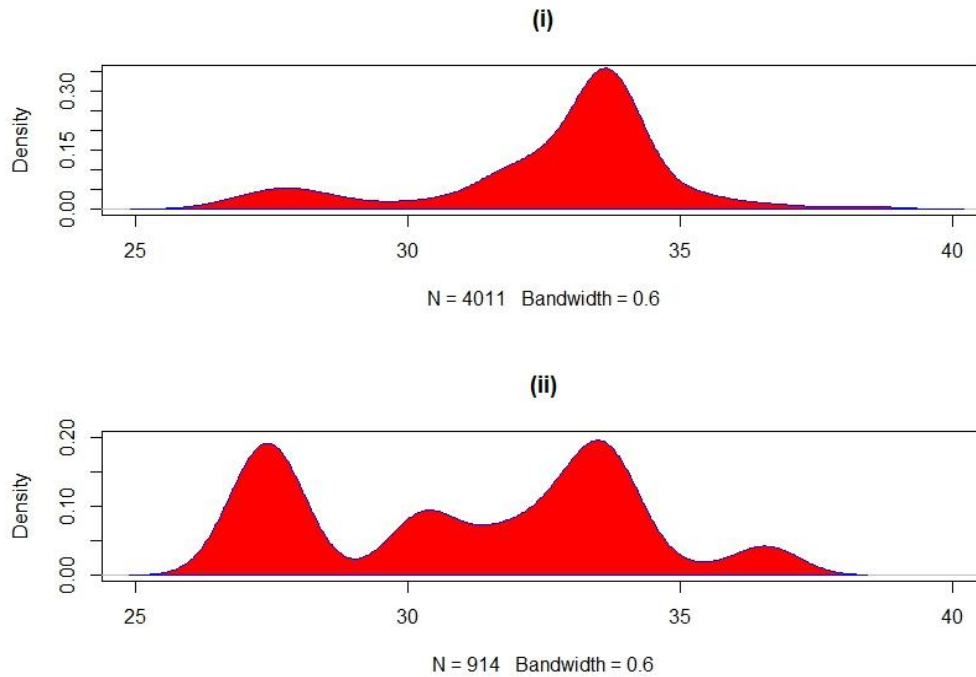 (i)
Density
0.00 0.15 0.30
25 30 35 40
N = 4011 Bandwidth = 0.6
(ii)
Density
0.00 0.10 0.20
25 30 35 40
N = 914 Bandwidth = 0.6